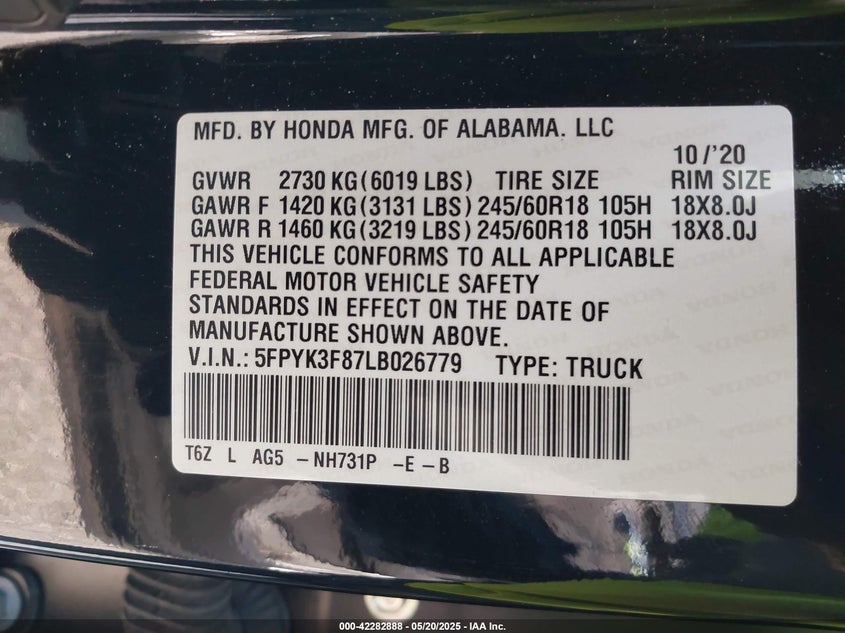 MFD. BY HONDA MFG. OF ALABAMA. LLC
10/'20
GVWR 2730 KG(6019 LBS) TIRE SIZE RIM SIZE
GAWR F 1420 KG(3131 LBS) 245/60R18 105H 18X8.0J
GAWR R 1460 KG(3219 LBS) 245/60R18 105H 18X8.0J
THIS VEHICLE CONFORMS TO ALL APPLICABLE
FEDERAL MOTOR VEHICLE SAFETY
STANDARDS IN EFFECT ON THE DATE OF
MANUFACTURE SHOWN ABOVE.
V.I.N.: 5FPYK3F87LB026779 TYPE: TRUCK
T6Z L AG5 -NH731P -E -B
000-42282888 - 05/20/2025 - IAA Inc.